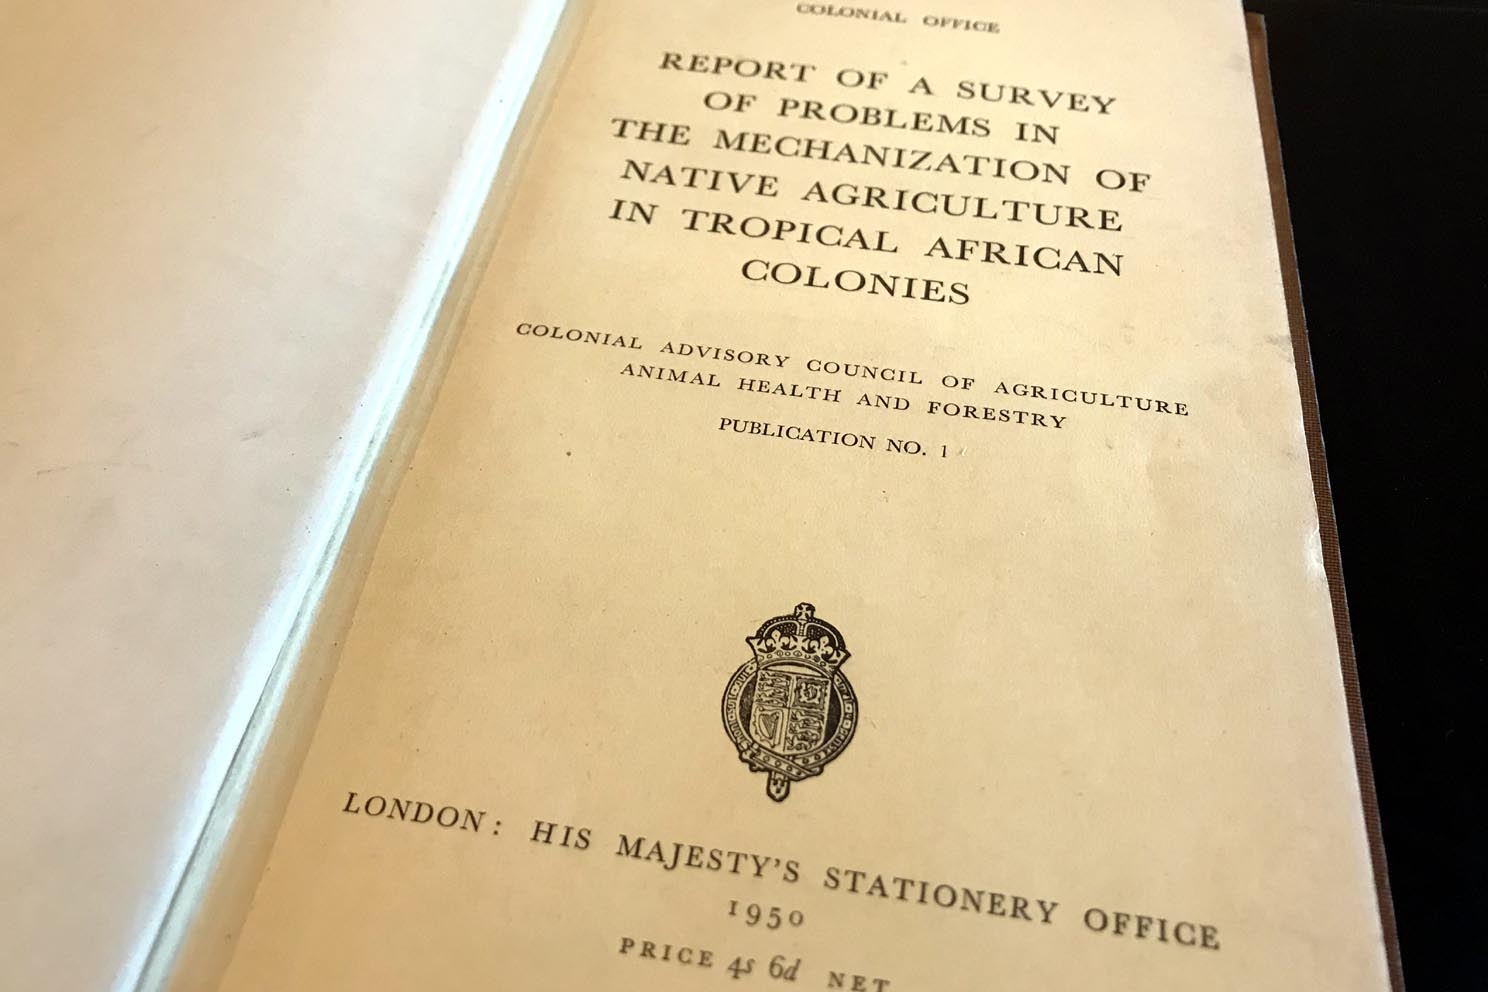 COLONIAL OFFICE
REPORT OF A SURVEY
OF PROBLEMS IN
THE MECHANIZATION OF
NATIVE AGRICULTURE
IN TROPICAL AFRICAN
COLONIES
COLONIAL ADVISORY COUNCIL OF AGRICULTURE
ANIMAL HEALTH AND FORESTRY
PUBLICATION NO. 1
LONDON: HIS MAJESTY'S STATIONERY OFFICE
1950
PRICE 4s 6d NET